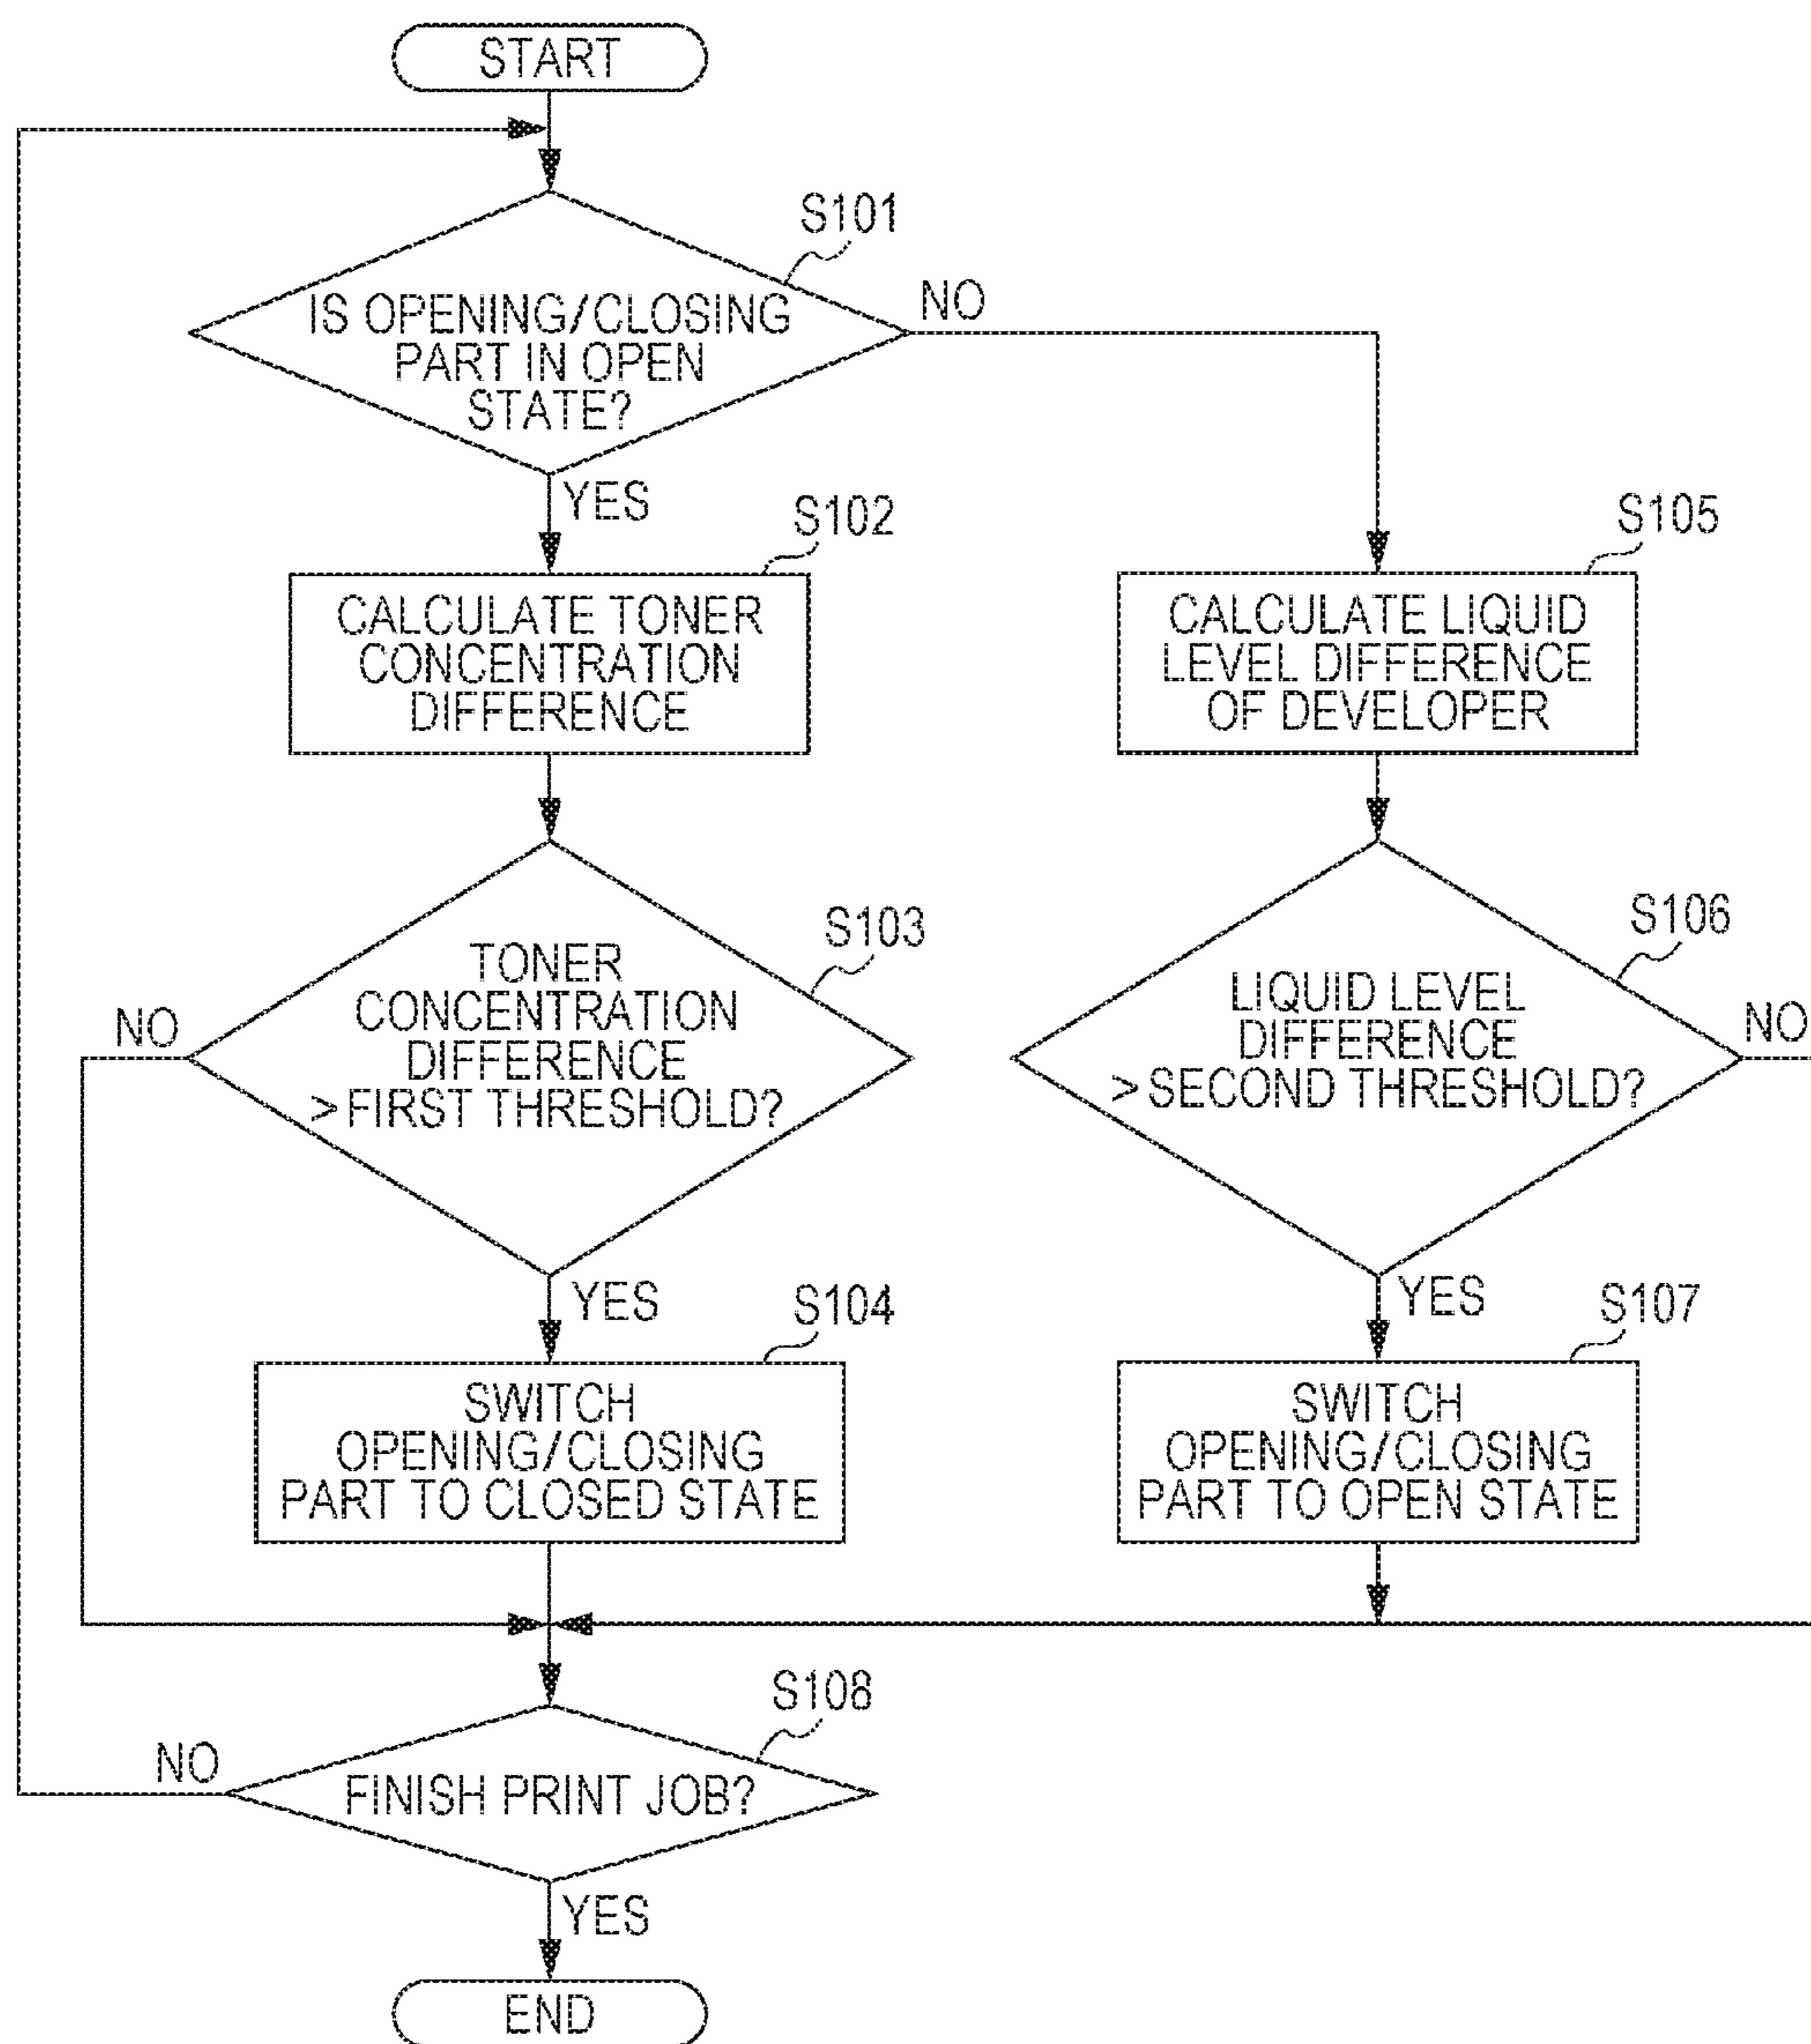 START
S101
IS OPENING/CLOSING
PART IN OPEN
STATE?
NO
YES
S102
CALCULATE TONER
CONCENTRATION
DIFFERENCE
S105
CALCULATE LIQUID
LEVEL DIFFERENCE
OF DEVELOPER
S103
TONER
CONCENTRATION
DIFFERENCE
> FIRST THRESHOLD?
NO
YES
S106
LIQUID LEVEL
DIFFERENCE
> SECOND THRESHOLD?
NO
YES
S104
SWITCH
OPENING/CLOSING
PART TO CLOSED STATE
S107
SWITCH
OPENING/CLOSING
PART TO OPEN STATE
S108
FINISH PRINT JOB?
NO
YES
END